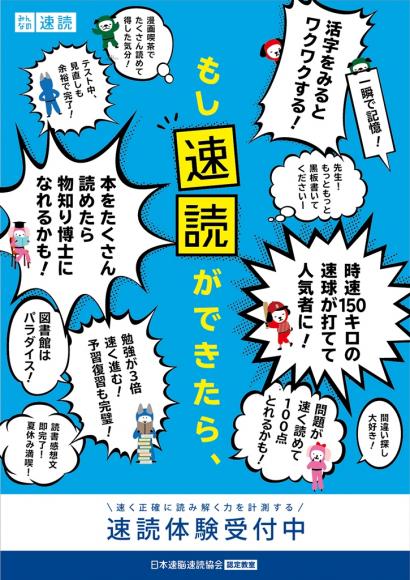 みんなの
速読
漫画喫茶で
たくさん読めて
得した気分！
テスト中、
見直しも
余裕で完了！
活字をみると
ワクワクする！
一瞬で記憶！
もし速読ができたら、
先生！
もっともっと
黒板書いて
くださいー
本をたくさん
読めたら
物知り博士に
なれるかも！
時速150キロの
速球が打てて
人気者に！
図書館は
パラダイス！
勉強が3倍
速く進む！
予習復習も完璧！
問題が
速く読めて
100点
とれるかも！
間違い探し
大好き！
読書感想文
即完了！
夏休み満喫！
速く正確に読み解く力を計測する
速読体験受付中
日本速脳速読協会 認定教室